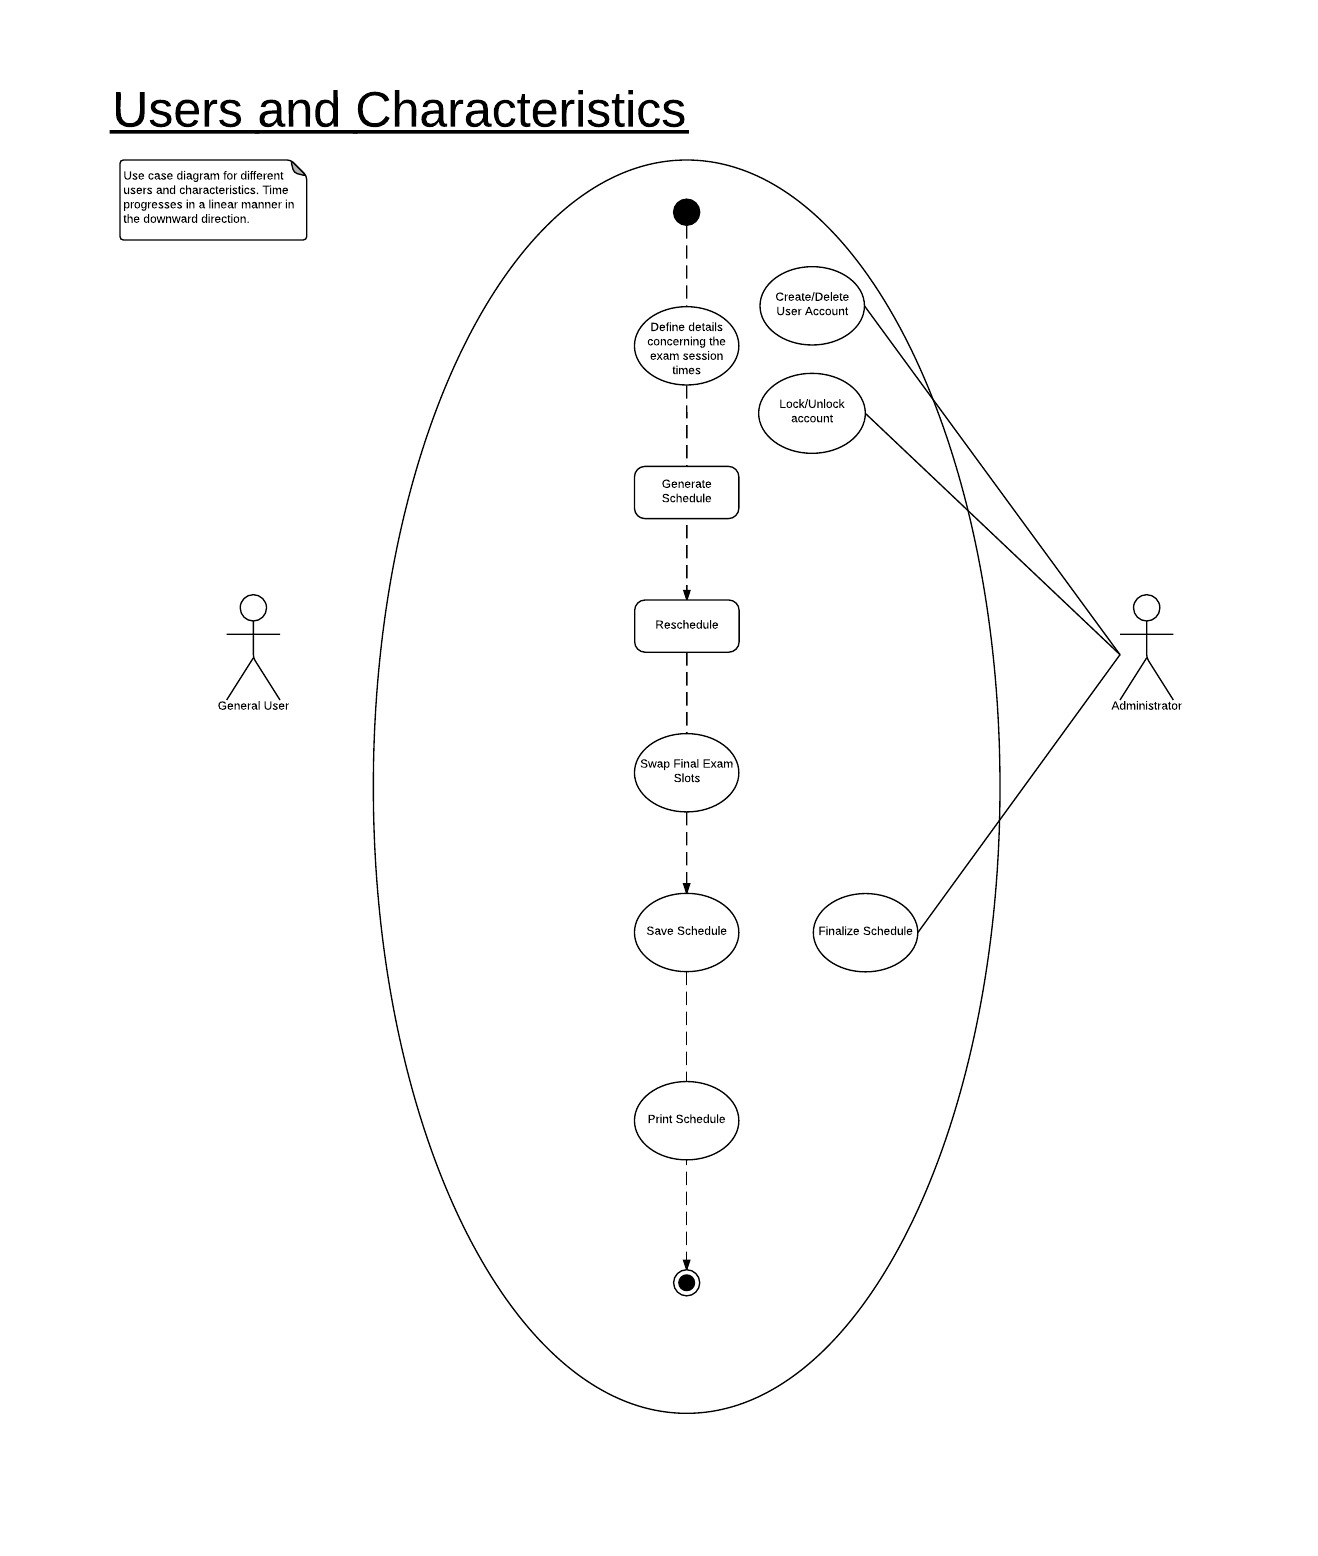 Users and Characteristics
Use case diagram for different
users and characteristics. Time
progresses in a linear manner in
the downward direction.
Create/Delete
User Account
Define details
concerning the
exam session
times
Lock/Unlock
account
Generate
Schedule
Reschedule
General User
Administrator
Swap Final Exam
Slots
Save Schedule
Finalize Schedule
Print Schedule